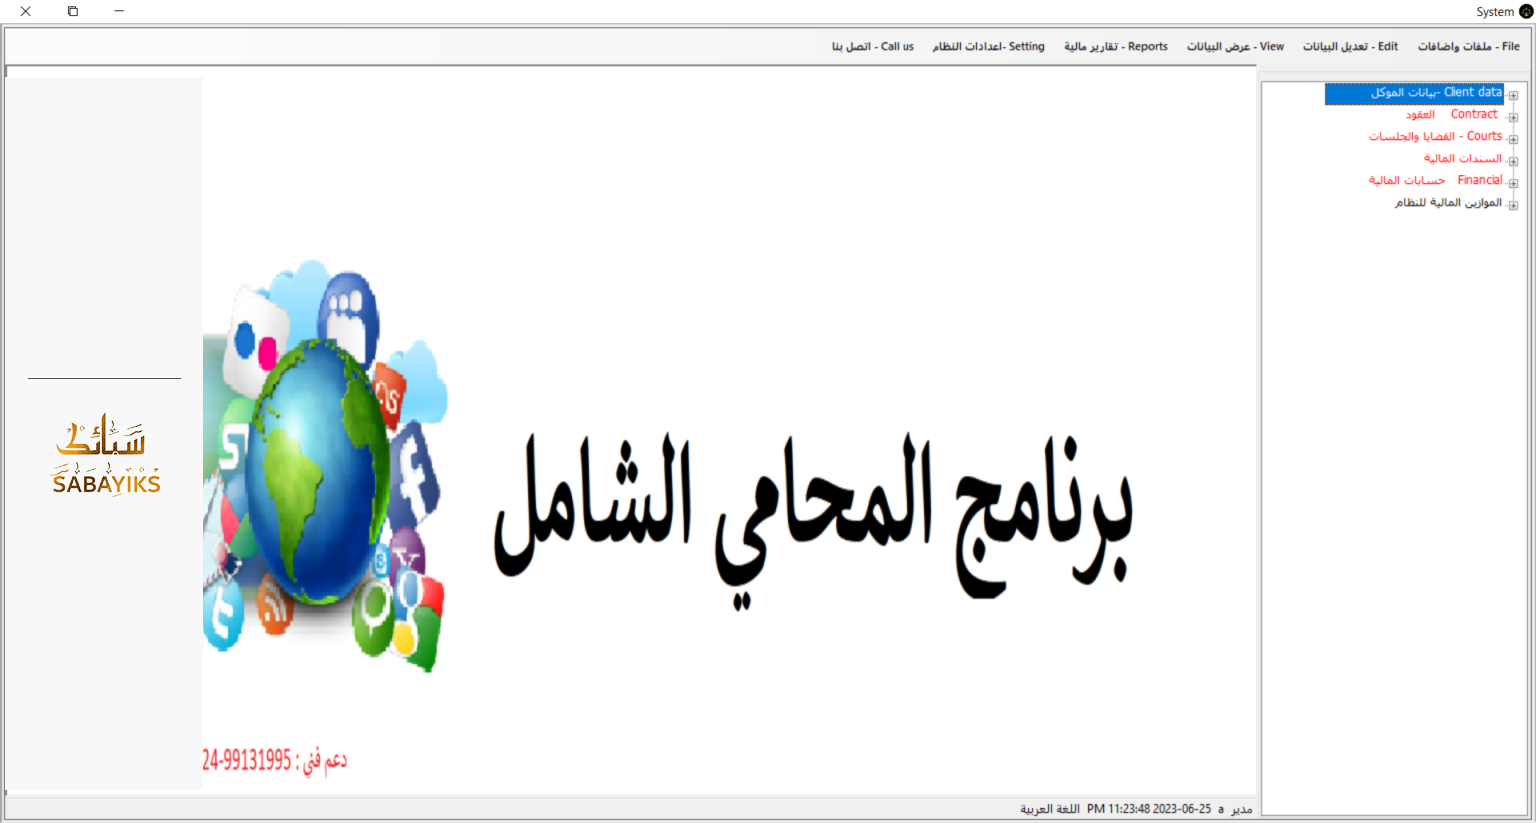 System
File - ملفات واضافات
Edit - تعديل البيانات
View - عرض البيانات
Reports - تقارير مالية
Setting -اعدادات النظام
Call us - اتصل بنا
Client data -بيانات الموكل
Contract العقود
Courts - القضايا والجلسات
السندات المالية
Financial حسابات المالية
الموازين المالية للنظام
برنامج المحامي الشامل
سبائك
SABAYIKS
دعم فني : 99131995-24
مدير a 2023-06-25 11:23:48 PM اللغة العربية